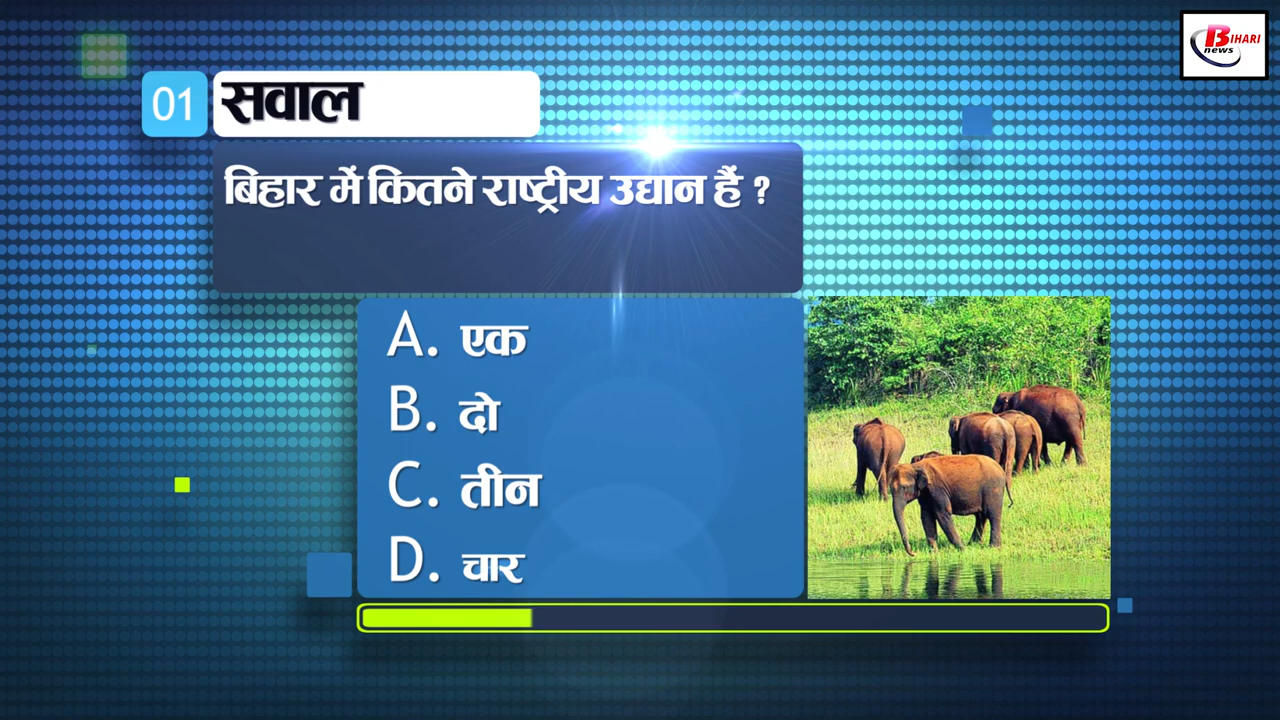 BIHARI
news
01 सवाल
बिहार में कितने राष्ट्रीय उद्यान हैं ?
A. एक
B. दो
C. तीन
D. चार